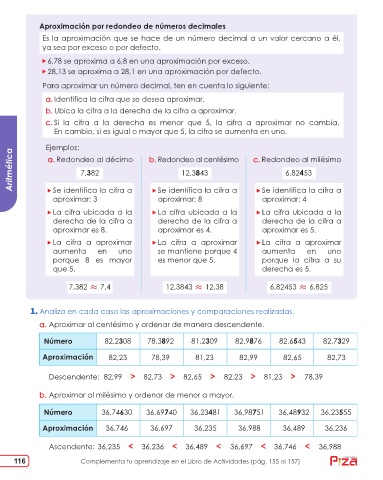 Aproximación por redondeo de números decimales
Es la aproximación que se hace de un número decimal a un valor cercano a él,
ya sea por exceso o por defecto.
6,78 se aproxima a 6,8 en una aproximación por exceso.
28,13 se aproxima a 28,1 en una aproximación por defecto.
Para aproximar un número decimal, ten en cuenta lo siguiente:
a. Identifica la cifra que se desea aproximar.
b. Ubica la cifra a la derecha de la cifra a aproximar.
c. Si la cifra a la derecha es menor que 5, la cifra a aproximar no cambia.
En cambio, si es igual o mayor que 5, la cifra se aumenta en uno.
Aritmética
Ejemplos:
a. Redondeo al décimo
7,382
Se identifica la cifra a
aproximar: 3
La cifra ubicada a la
derecha de la cifra a
aproximar es 8.
La cifra a aproximar
aumenta en uno
porque 8 es mayor
que 5.
7,382 ≈ 7,4
b. Redondeo al centésimo
12,3843
Se identifica la cifra a
aproximar: 8
La cifra ubicada a la
derecha de la cifra a
aproximar es 4.
La cifra a aproximar
se mantiene porque 4
es menor que 5.
12,3843 ≈ 12,38
c. Redondeo al milésimo
6,82453
Se identifica la cifra a
aproximar: 4
La cifra ubicada a la
derecha de la cifra a
aproximar es 5.
La cifra a aproximar
aumenta en uno
porque la cifra a su
derecha es 5.
6,82453 ≈ 6,825
1. Analiza en cada caso las aproximaciones y comparaciones realizadas.
a. Aproximar al centésimo y ordenar de manera descendente.
Número 82,2308 78,3892 81,2309 82,9876 82,6543 82,7329
Aproximación 82,23 78,39 81,23 82,99 82,65 82,73
Descendente: 82,99 > 82,73 > 82,65 > 82,23 > 81,23 > 78,39
b. Aproximar al milésimo y ordenar de menor a mayor.
Número 36,74630 36,69740 36,23481 36,98751 36,48932 36,23555
Aproximación 36,746 36,697 36,235 36,988 36,489 36,236
Ascendente: 36,235 < 36,236 < 36,489 < 36,697 < 36,746 < 36,988
116 Complementa tu aprendizaje en el Libro de Actividades (pág. 155 al 157)